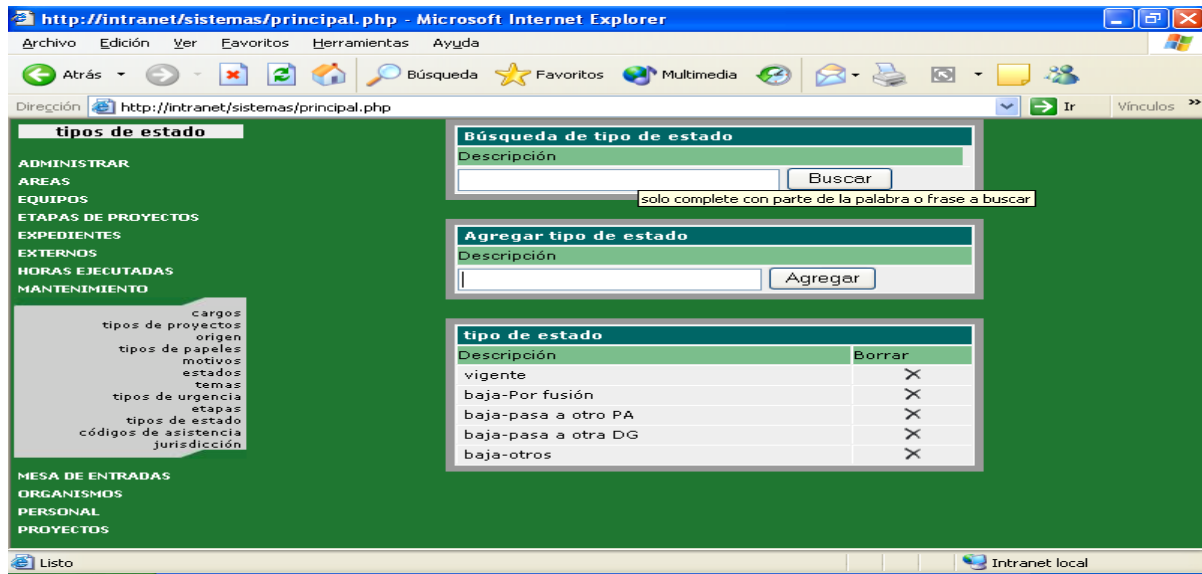 http://intranet/sistemas/principal.php - Microsoft Internet Explorer
Archivo Edición Ver Favoritos Herramientas Ayuda
Atrás Búsqueda Favoritos Multimedia
Dirección http://intranet/sistemas/principal.php Ir Vínculos »
tipos de estado
ADMINISTRAR
AREAS
EQUIPOS
ETAPAS DE PROYECTOS
EXPEDIENTES
EXTERNOS
HORAS EJECUTADAS
MANTENIMIENTO
cargos
tipos de proyectos
origen
tipos de papeles
motivos
estados
temas
tipos de urgencia
etapas
tipos de estado
códigos de asistencia
jurisdicción
MESA DE ENTRADAS
ORGANISMOS
PERSONAL
PROYECTOS
Búsqueda de tipo de estado
Descripción
Buscar
solo complete con parte de la palabra o frase a buscar
Agregar tipo de estado
Descripción
Agregar
tipo de estado
Descripción Borrar
vigente
baja-Por fusión
baja-pasa a otro PA
baja-pasa a otra DG
baja-otros
Listo Intranet local